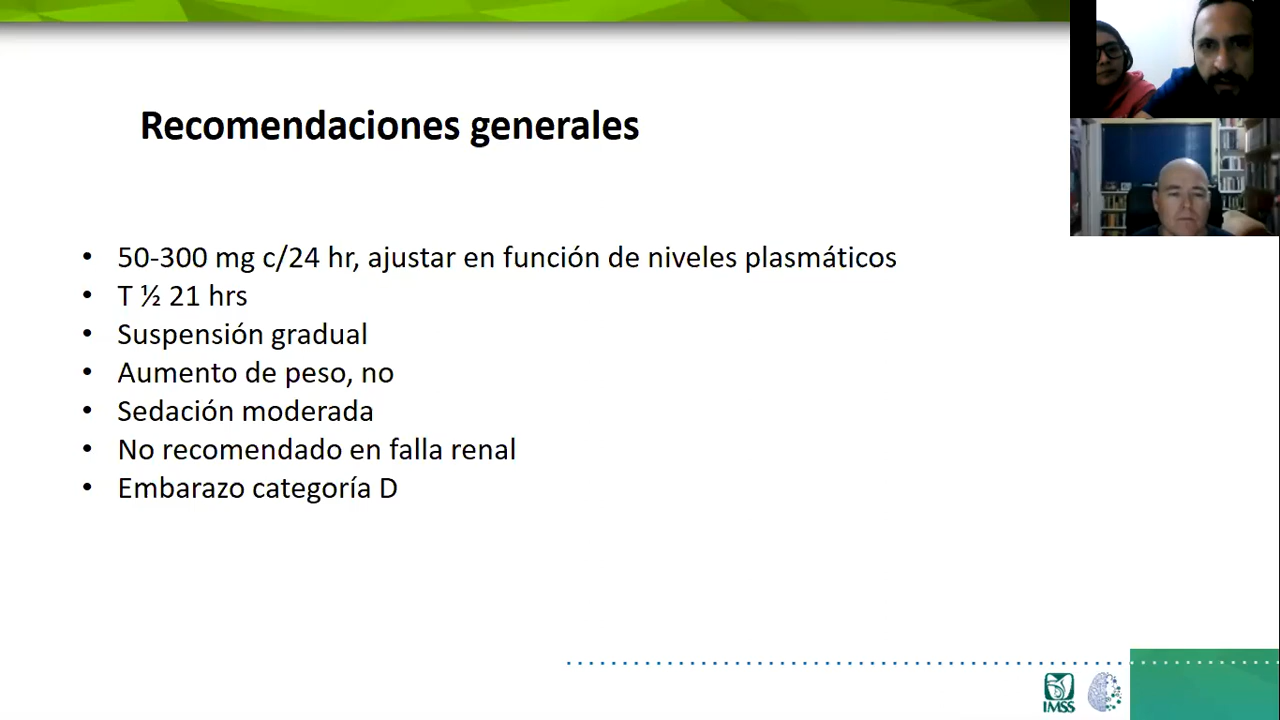 Recomendaciones generales
• 50-300 mg c/24 hr, ajustar en función de niveles plasmáticos
• T ½ 21 hrs
• Suspensión gradual
• Aumento de peso, no
• Sedación moderada
• No recomendado en falla renal
• Embarazo categoría D
IMSS